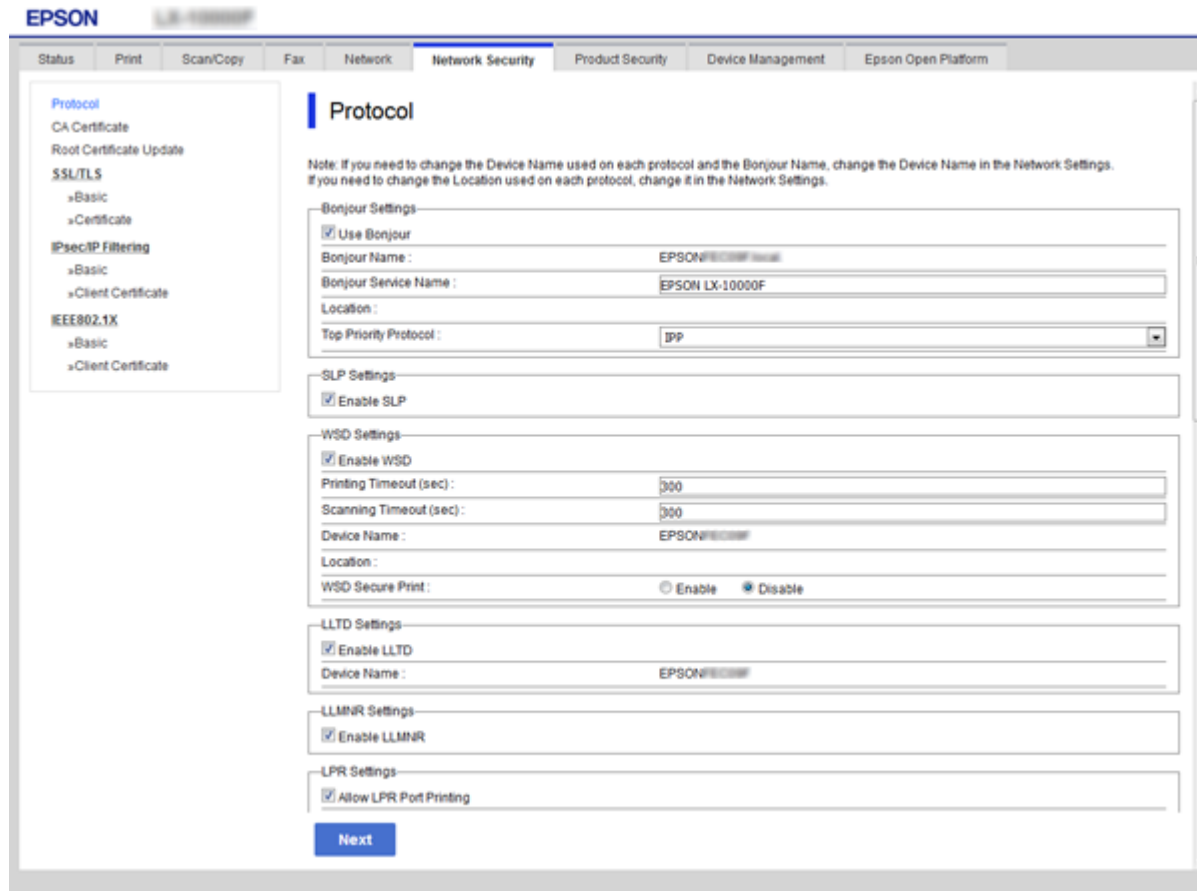 EPSON
Status Print Scan/Copy Fax Network Network Security Product Security Device Management Epson Open Platform
Protocol
CA Certificate
Root Certificate Update
SSL/TLS
»Basic
»Certificate
IPsec/IP Filtering
»Basic
»Client Certificate
IEEE802.1X
»Basic
»Client Certificate
Protocol
Note: If you need to change the Device Name used on each protocol and the Bonjour Name, change the Device Name in the Network Settings.
If you need to change the Location used on each protocol, change it in the Network Settings.
Bonjour Settings
Use Bonjour
Bonjour Name : EPSON
Bonjour Service Name : EPSON LX-10000F
Location :
Top Priority Protocol : IPP
SLP Settings
Enable SLP
WSD Settings
Enable WSD
Printing Timeout (sec) : 300
Scanning Timeout (sec) : 300
Device Name : EPSON
Location :
WSD Secure Print : Enable Disable
LLTD Settings
Enable LLTD
Device Name : EPSON
LLMNR Settings
Enable LLMNR
LPR Settings
Allow LPR Port Printing
Next